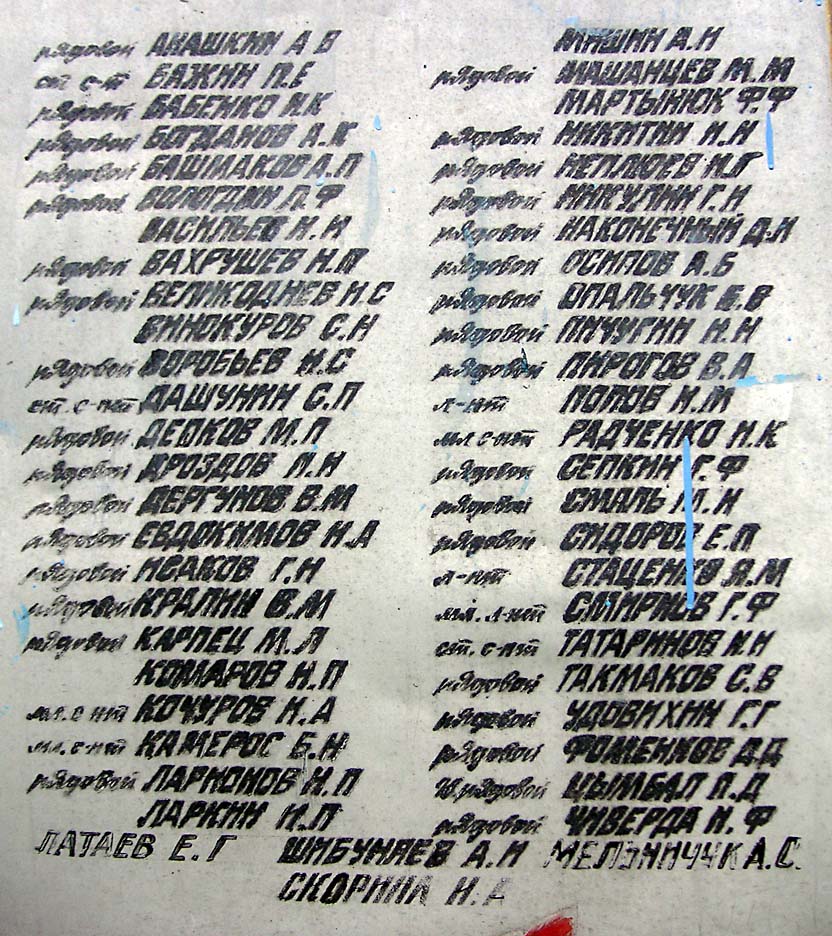 рядовой АНАШКИН А В
ст с-т БАЖИН П.Е
рядовой БАБЕНКО И.К
рядовой БОГДАНОВ А.К
рядовой БАШМАКОВ А.П
рядовой ВОЛОГДИН П.Ф
ВАСИЛЬЕВ И.И
рядовой ВАХРУШЕВ Н.П
рядовой ВЕЛИКОДНЕВ Н.С
ВИНОКУРОВ С.Н
рядовой ВОРОБЬЕВ И.С
ст. с-нт ДАШУНИН С.П
рядовой ДЕДКОВ М.П
рядовой ДРОЗДОВ П.Н
рядовой ДЕРГУНОВ В.М
рядовой ЕВДОКИМОВ Н.А
рядовой ИСАКОВ Г.Н
рядовой КРАЛИН В.М
рядовой КАРПЕЦ М.Л
КОМАРОВ Н.П
мл. с нт КОЧУРОВ И.А
мл. с-нт КАМЕРОС Б.Н
рядовой ЛАРИОНОВ И.П
ЛАРКИН И.П
МИШИН А.Н
рядовой МАШАНЦЕВ М.М
МАРТЫНЮК Ф.Ф
рядовой НИКИТИН И.Н
рядовой НЕПЛЮЕВ И.Г
рядовой НИКУЛИН Г.Н
рядовой НАКОНЕЧНЫЙ Д.Н
рядовой ОСИПОВ А.Б
рядовой ОПАЛЬЧУК Е.В
рядовой ПИЧУГИН Н.Н
рядовой ПИРОГОВ В.А
л-нт ПОПОВ И.М
мл с-нт РАДЧЕНКО И.К
рядовой СЕПКИН Г.Ф
рядовой СМАЛЬ М.И
рядовой СИДОРОВ Е.П
л-нт СТАЦЕНКО Я.М
мл. л-нт СМИРНОВ Г.Ф
ст. с-нт ТАТАРИНОВ И.Н
рядовой ТАКМАКОВ С.В
рядовой УДОВИХИН Г.Г
рядовой ФОМЕНКОВ Д.Д
рядовой ЦЫМБАЛ П.Д
рядовой ЧИВЕРДА И.Ф
ЛАТАЕВ Е.Г ШИБУНЯЕВ А.И МЕЛЭНИЧУК А.С.
СКОРИНА Н.А